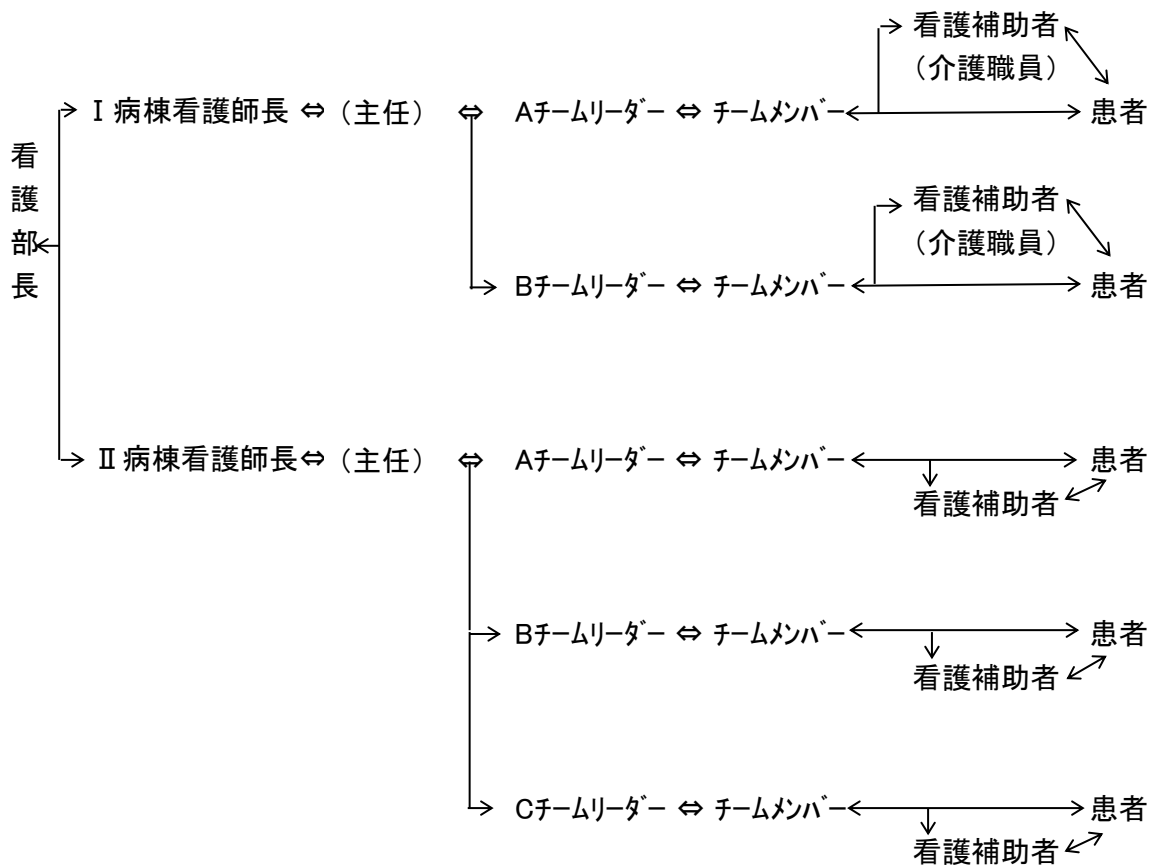 看護部長
Ⅰ病棟看護師長 ⇔ (主任) ⇔ Aチームリーダー ⇔ チームメンバー
看護補助者
(介護職員)
患者
Bチームリーダー ⇔ チームメンバー
看護補助者
(介護職員)
患者
Ⅱ病棟看護師長⇔ (主任) ⇔ Aチームリーダー ⇔ チームメンバー
患者
看護補助者
Bチームリーダー ⇔ チームメンバー
患者
看護補助者
Cチームリーダー ⇔ チームメンバー
患者
看護補助者